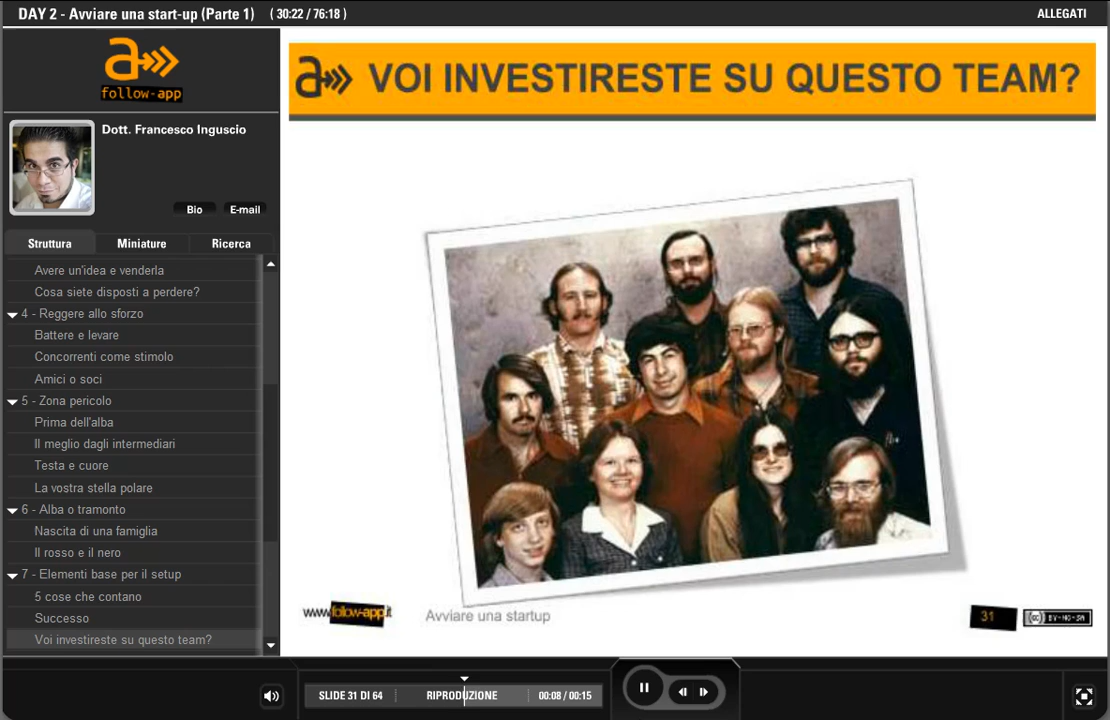 DAY 2 - Avviare una start-up (Parte 1) ( 30:22 / 76:18 )
ALLEGATI
a
follow-app
Dott. Francesco Inguscio
Bio
E-mail
Struttura
Miniature
Ricerca
Avere un'idea e venderla
Cosa siete disposti a perdere?
4 - Reggere allo sforzo
Battere e levare
Concorrenti come stimolo
Amici o soci
5 - Zona pericolo
Prima dell'alba
Il meglio dagli intermediari
Testa e cuore
La vostra stella polare
6 - Alba o tramonto
Nascita di una famiglia
Il rosso e il nero
7 - Elementi base per il setup
5 cose che contano
Successo
Voi investireste su questo team?
a VOI INVESTIRESTE SU QUESTO TEAM?
www.follow-app.it
Avviare una startup
31
(cc) BY-NC-SA
SLIDE 31 DI 64
RIPRODUZIONE
00:08 / 00:15